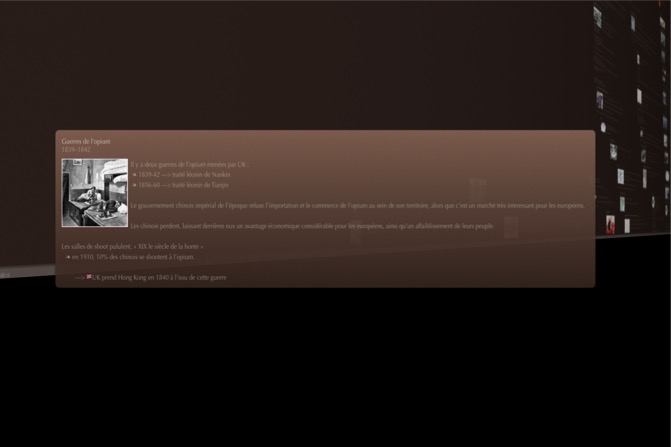 Guerres de l'opium
1839-1842
Il y a deux guerres de l'opium menées par UK :
➔ 1839-42 —> traité léonin de Nankin
➔ 1856-60 —> traité léonin de Tianjin
Le gouvernement chinois impérial de l'époque refuse l'importation et le commerce de l'opium au sein de son territoire, alors que c'est un marché très intéressant pour les européens.
Les chinois perdent, laissant derrière eux un avantage économique considérable pour les européens, ainsi qu'un affaiblissement de leurs peuple.
Les salles de shoot pullulent, « XIX le siècle de la honte »
➔ en 1910, 10% des chinois se shootent à l'opium.
—> UK prend Hong Kong en 1840 à l'issu de cette guerre